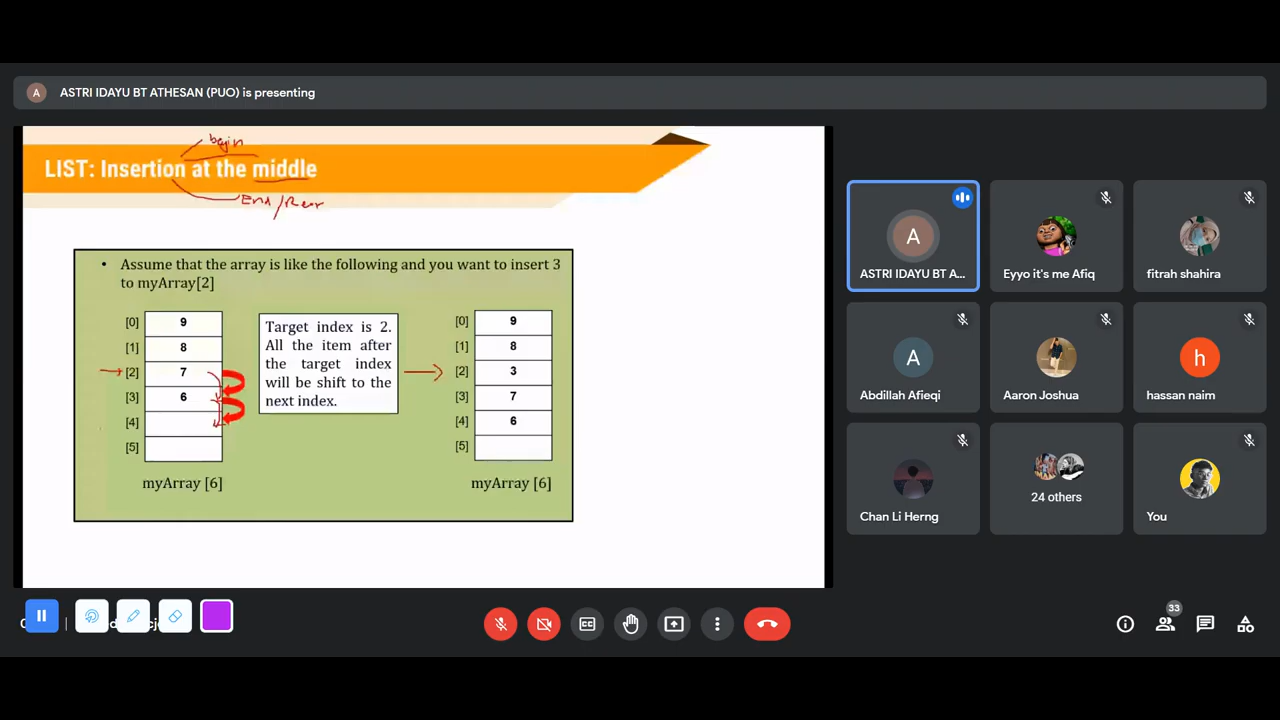 A ASTRI IDAYU BT ATHESAN (PUO) is presenting
begin
LIST: Insertion at the middle
End/Rear
• Assume that the array is like the following and you want to insert 3
to myArray[2]
[0] 9
[1] 8
[2] 7
[3] 6
[4]
[5]
myArray [6]
Target index is 2.
All the item after
the target index
will be shift to the
next index.
[0] 9
[1] 8
[2] 3
[3] 7
[4] 6
[5]
myArray [6]
A
ASTRI IDAYU BT A...
Eyyo it's me Afiq
fitrah shahira
A
Abdillah Afieqi
Aaron Joshua
h
hassan naim
Chan Li Herng
24 others
You
CC
33